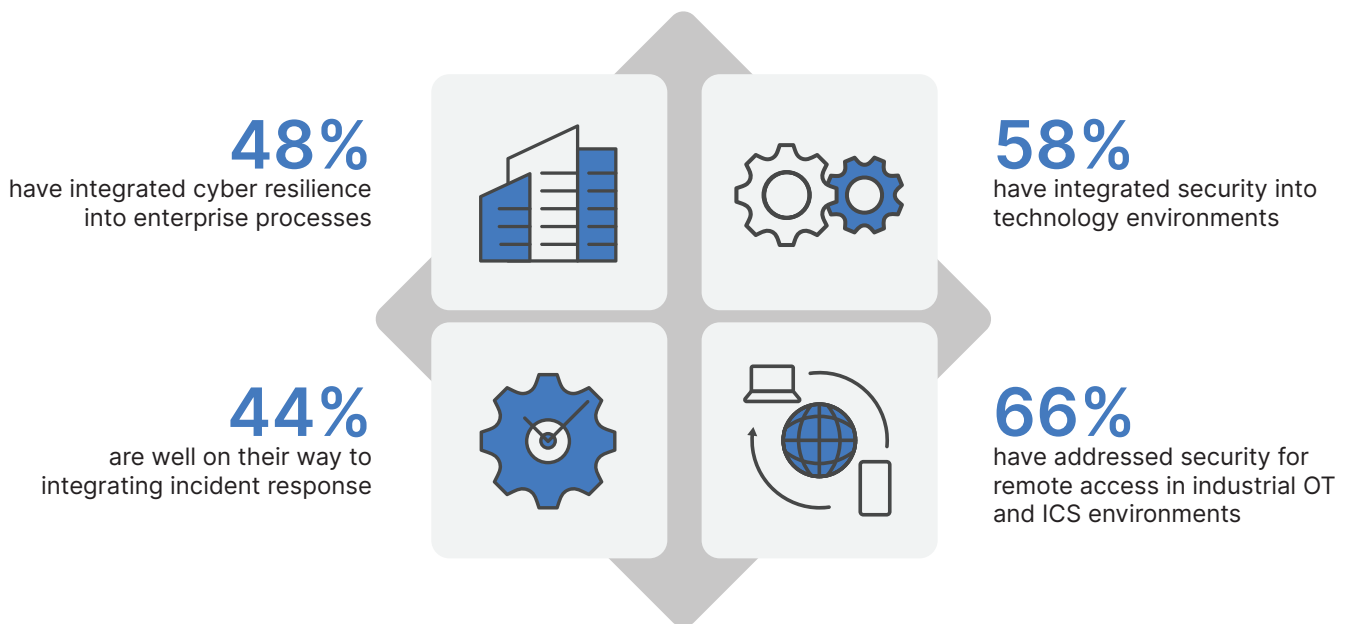 48%
have integrated cyber resilience
into enterprise processes
58%
have integrated security into
technology environments
44%
are well on their way to
integrating incident response
66%
have addressed security for
remote access in industrial OT
and ICS environments